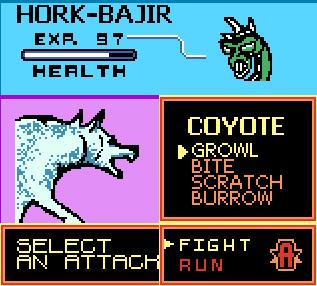 HORK-BAJIR
EXP. 97
HEALTH
COYOTE
GROWL
BITE
SCRATCH
BURROW
SELECT
AN ATTACK
FIGHT
RUN
A